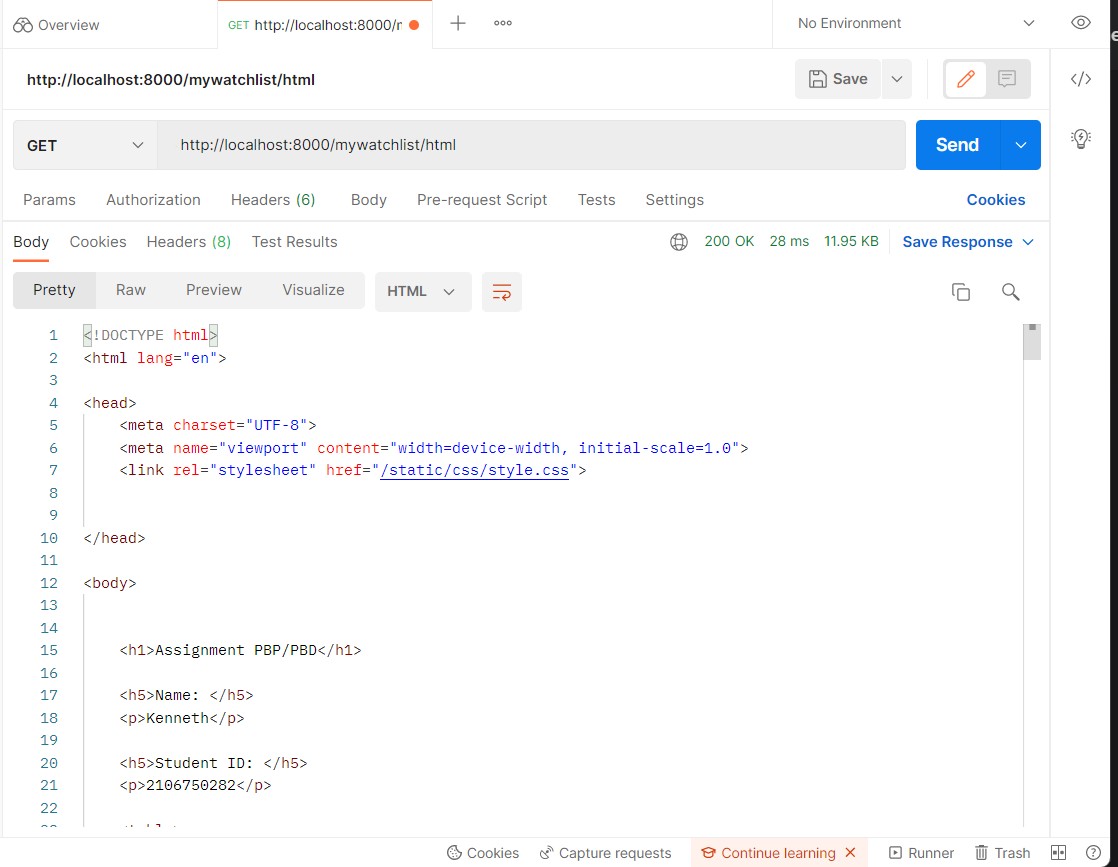 Overview
GET http://localhost:8000/r
No Environment
http://localhost:8000/mywatchlist/html
Save
GET
http://localhost:8000/mywatchlist/html
Send
Params Authorization Headers (6) Body Pre-request Script Tests Settings Cookies
Body Cookies Headers (8) Test Results 200 OK 28 ms 11.95 KB Save Response
Pretty Raw Preview Visualize HTML
1 <!DOCTYPE html>
2 <html lang="en">
3
4 <head>
5 <meta charset="UTF-8">
6 <meta name="viewport" content="width=device-width, initial-scale=1.0">
7 <link rel="stylesheet" href="/static/css/style.css">
8
9
10 </head>
11
12 <body>
13
14
15 <h1>Assignment PBP/PBD</h1>
16
17 <h5>Name: </h5>
18 <p>Kenneth</p>
19
20 <h5>Student ID: </h5>
21 <p>2106750282</p>
22
Cookies Capture requests Continue learning Runner Trash